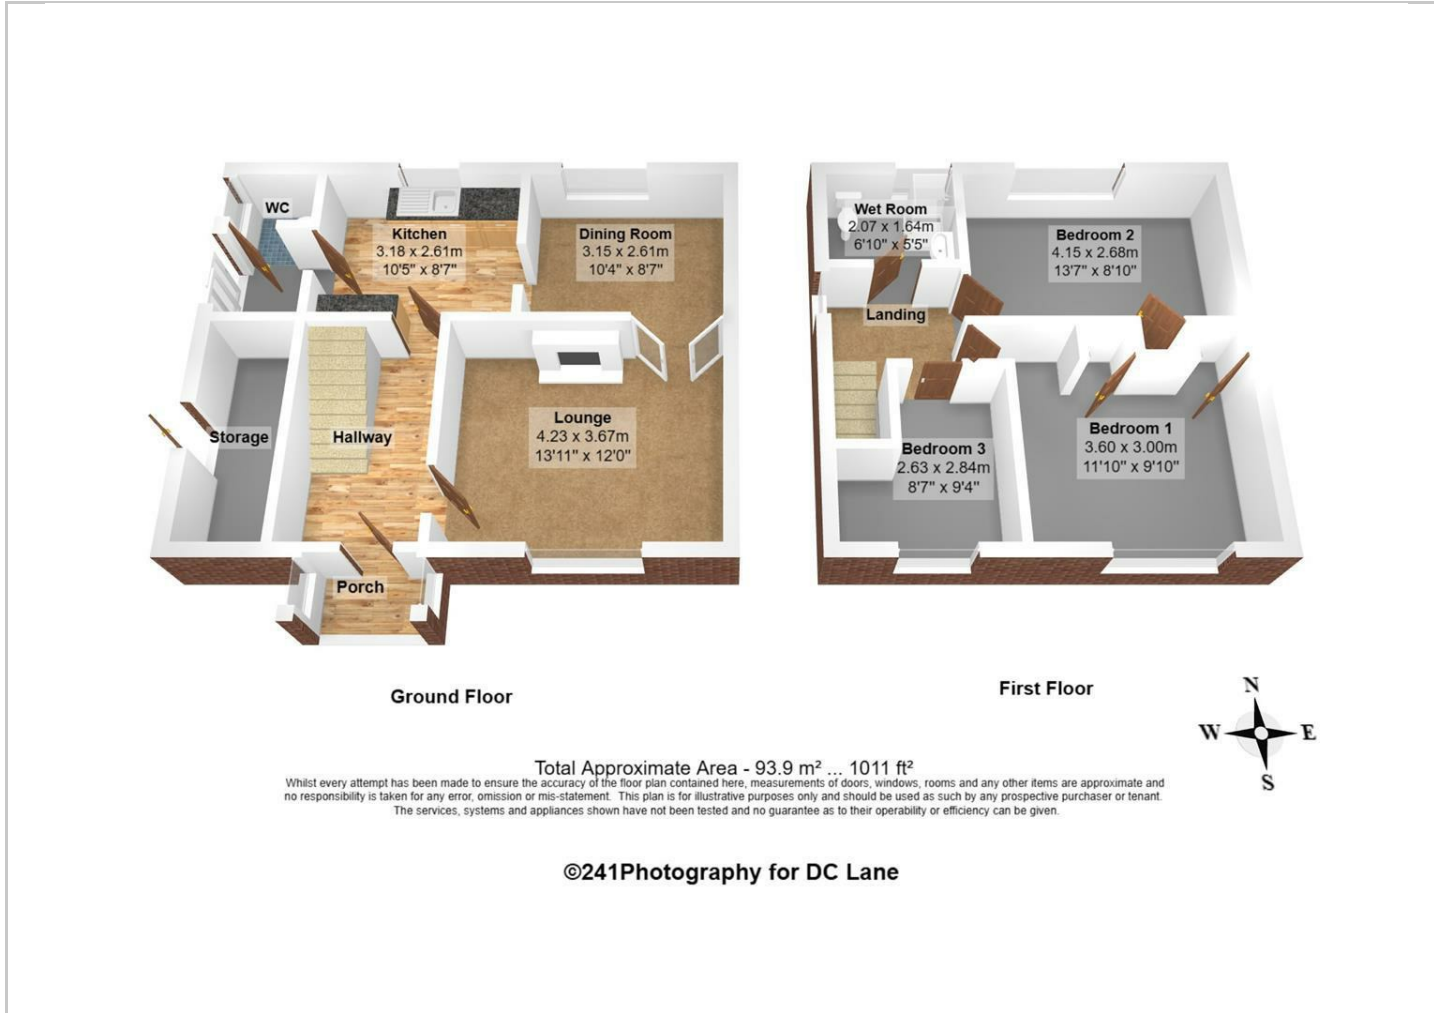 WC
Kitchen
3.18 x 2.61m
10'5" x 8'7"
Dining Room
3.15 x 2.61m
10'4" x 8'7"
Lounge
4.23 x 3.67m
13'11" x 12'0"
Storage
Hallway
Porch
Ground Floor
Wet Room
2.07 x 1.64m
6'10" x 5'5"
Bedroom 2
4.15 x 2.68m
13'7" x 8'10"
Landing
Bedroom 1
3.60 x 3.00m
11'10" x 9'10"
Bedroom 3
2.63 x 2.84m
8'7" x 9'4"
First Floor
N
W E
S
Total Approximate Area - 93.9 m² ... 1011 ft²
Whilst every attempt has been made to ensure the accuracy of the floor plan contained here, measurements of doors, windows, rooms and any other items are approximate and
no responsibility is taken for any error, omission or mis-statement. This plan is for illustrative purposes only and should be used as such by any prospective purchaser or tenant.
The services, systems and appliances shown have not been tested and no guarantee as to their operability or efficiency can be given.
©241Photography for DC Lane